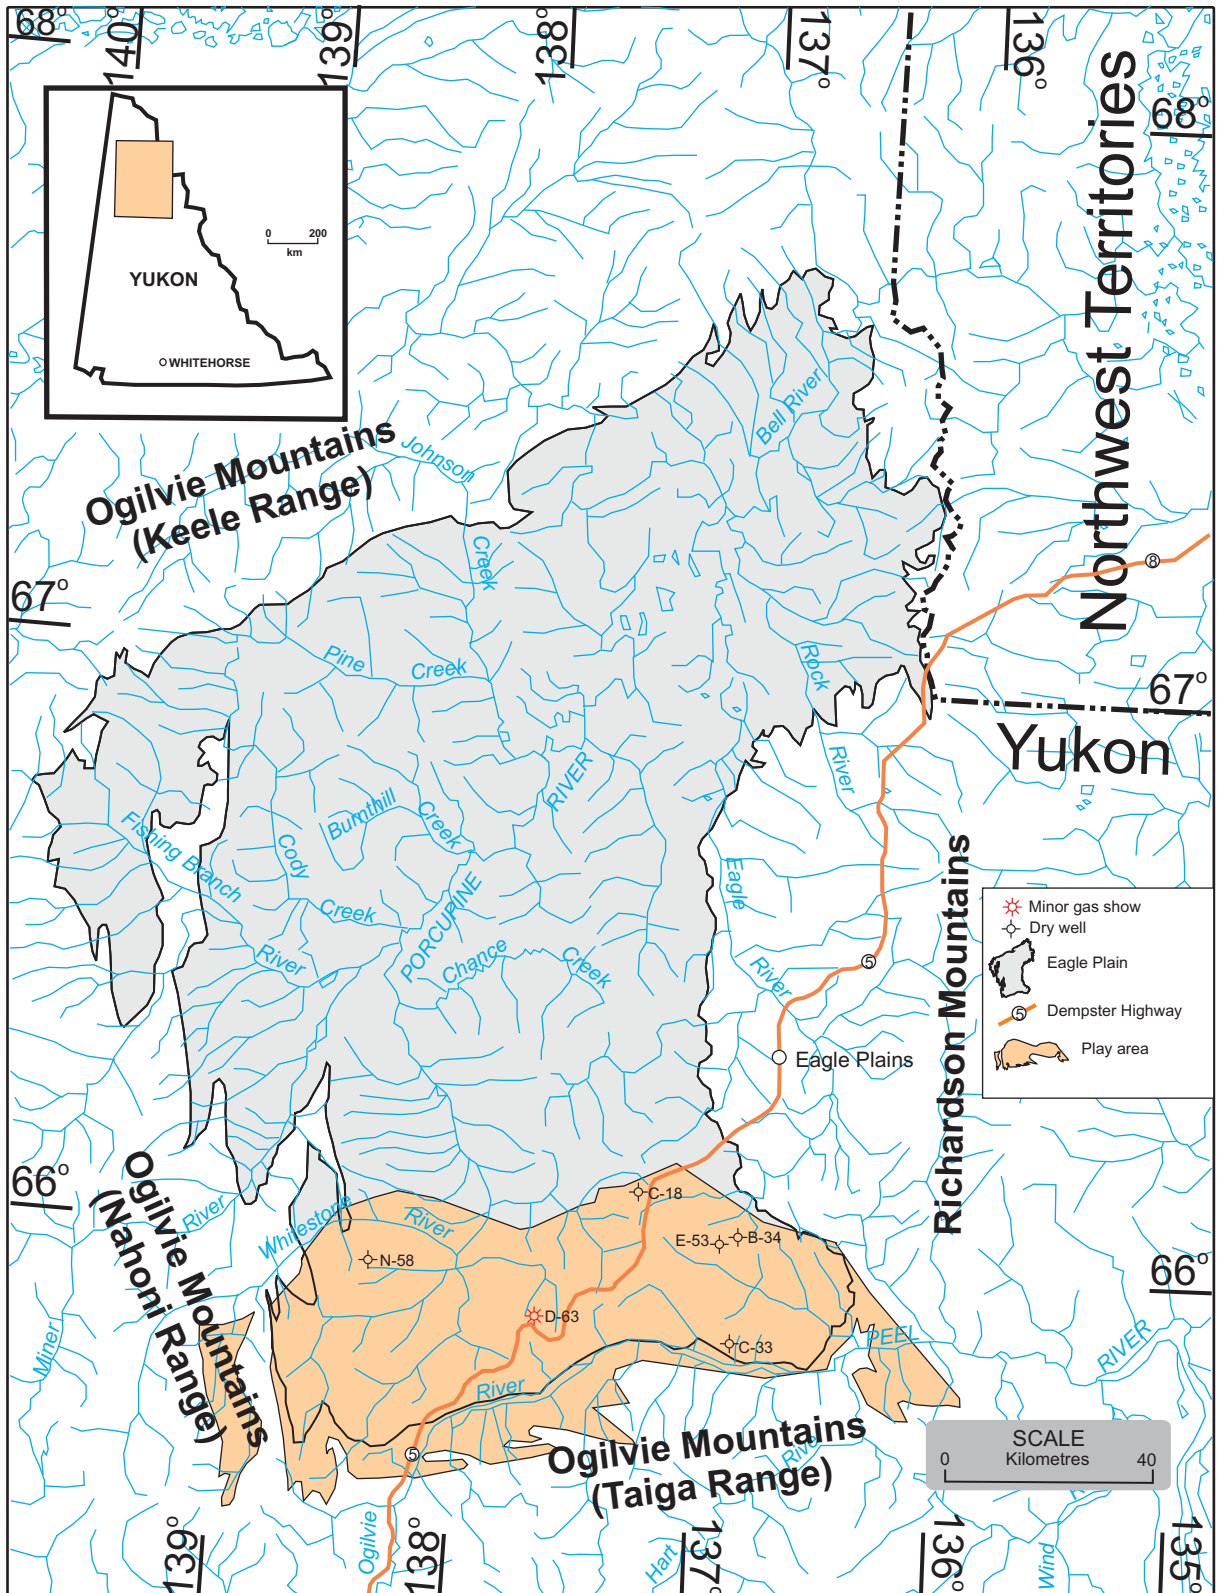 68°
140°
139°
138°
137°
136°
68°
Northwest Territories
0 200
km
YUKON
WHITEHORSE
Bell River
Ogilvie Mountains
(Keele Range)
Johnson
Creek
8
67°
67°
Pine
Creek
Rock
River
Yukon
RIVER
Burnthill
Creek
Fishing Branch
River
Cody
Creek
PORCUPINE
Chance
Creek
Eagle
River
5
Richardson Mountains
Minor gas show
Dry well
Eagle Plain
5
Dempster Highway
Play area
Eagle Plains
66°
66°
Ogilvie Mountains
(Nahoni Range)
River
Whitestone
River
C-18
E-53
B-34
N-58
D-63
C-33
PEEL
RIVER
Miner
River
5
Ogilvie Mountains
(Taiga Range)
River
SCALE
Kilometres
0 40
Ogilvie
Hart
Wind
139°
138°
137°
136°
135°